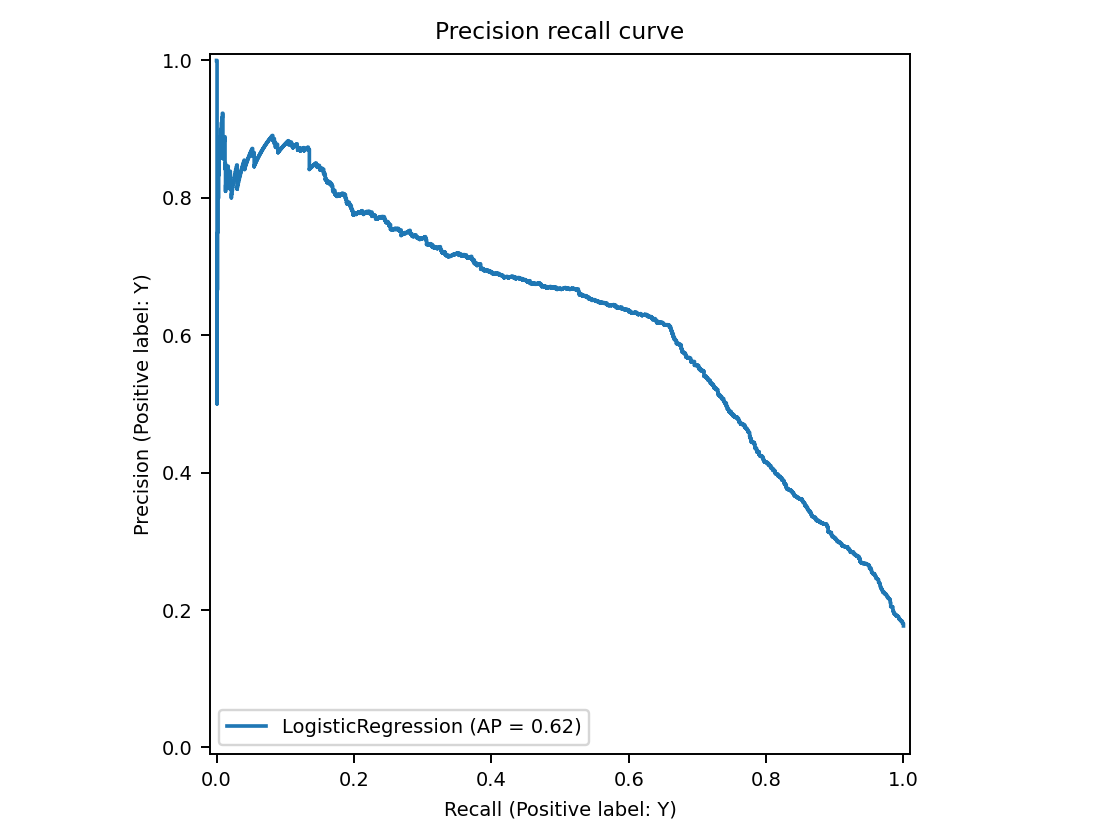 Precision recall curve
1.0
0.8
0.6
0.4
0.2
0.0
Precision (Positive label: Y)
LogisticRegression (AP = 0.62)
0.0 0.2 0.4 0.6 0.8 1.0
Recall (Positive label: Y)